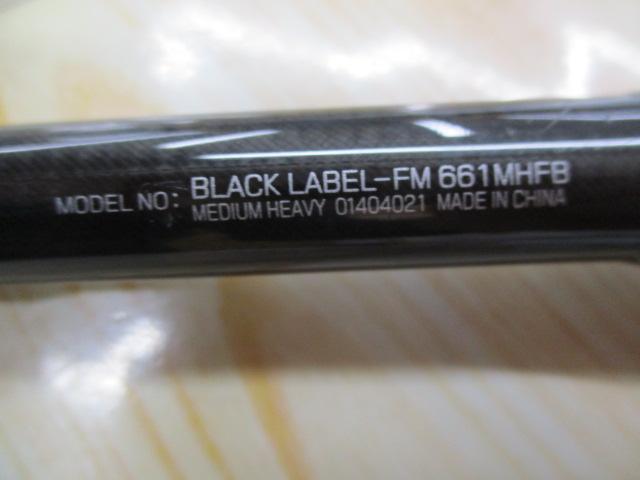 MODEL NO: BLACK LABEL-FM 661MHFB
MEDIUM HEAVY 01404021 MADE IN CHINA